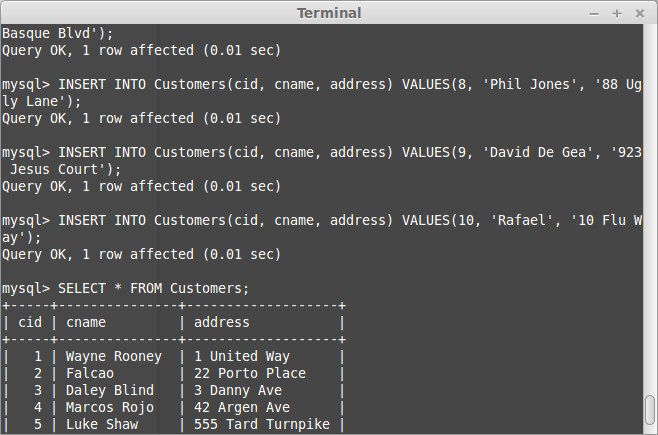 Terminal
Basque Blvd');
Query OK, 1 row affected (0.01 sec)
mysql> INSERT INTO Customers(cid, cname, address) VALUES(8, 'Phil Jones', '88 Ug
ly Lane');
Query OK, 1 row affected (0.01 sec)
mysql> INSERT INTO Customers(cid, cname, address) VALUES(9, 'David De Gea', '923
 Jesus Court');
Query OK, 1 row affected (0.01 sec)
mysql> INSERT INTO Customers(cid, cname, address) VALUES(10, 'Rafael', '10 Flu W
ay');
Query OK, 1 row affected (0.01 sec)
mysql> SELECT * FROM Customers;
+-----+---------------+-------------------+
| cid | cname         | address           |
+-----+---------------+-------------------+
|   1 | Wayne Rooney  | 1 United Way      |
|   2 | Falcao        | 22 Porto Place    |
|   3 | Daley Blind   | 3 Danny Ave       |
|   4 | Marcos Rojo   | 42 Argen Ave      |
|   5 | Luke Shaw     | 555 Tard Turnpike |